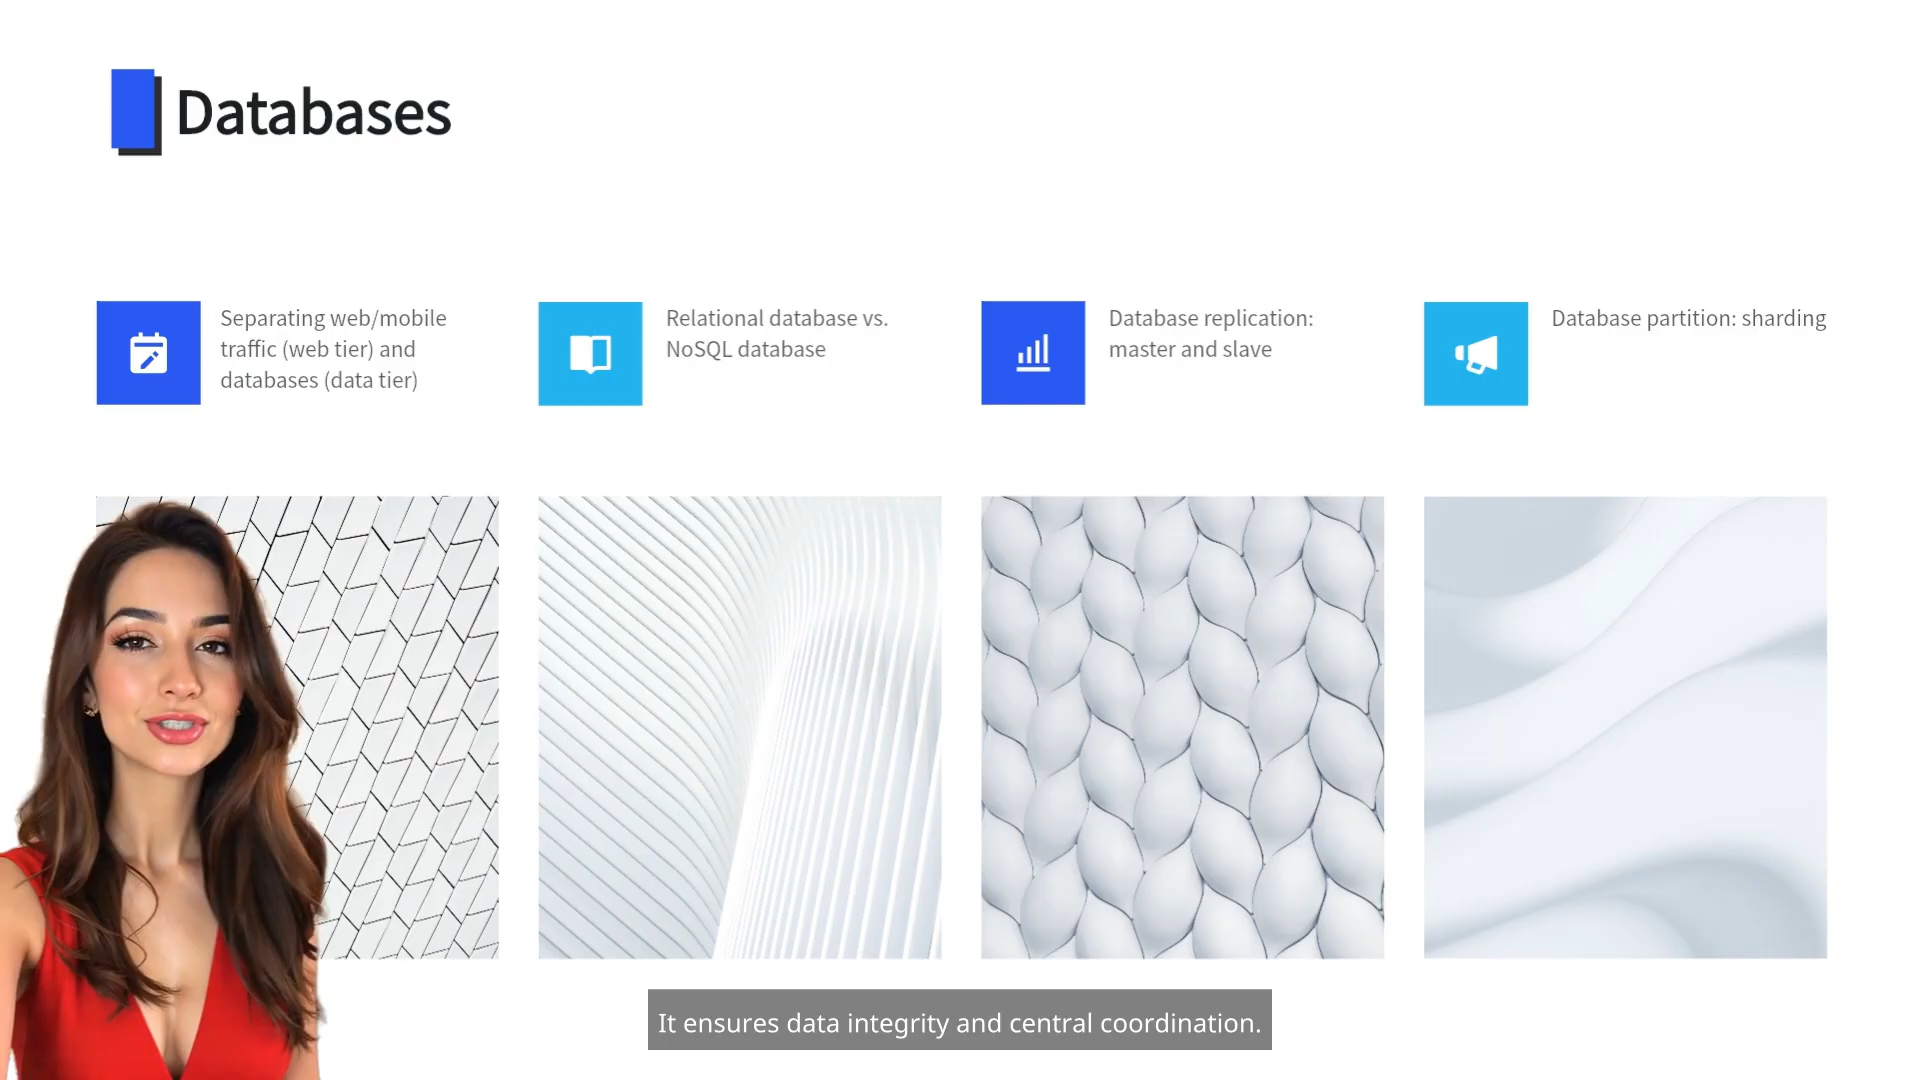 Databases
Separating web/mobile
traffic (web tier) and
databases (data tier)
Relational database vs.
NoSQL database
Database replication:
master and slave
Database partition: sharding
It ensures data integrity and central coordination.